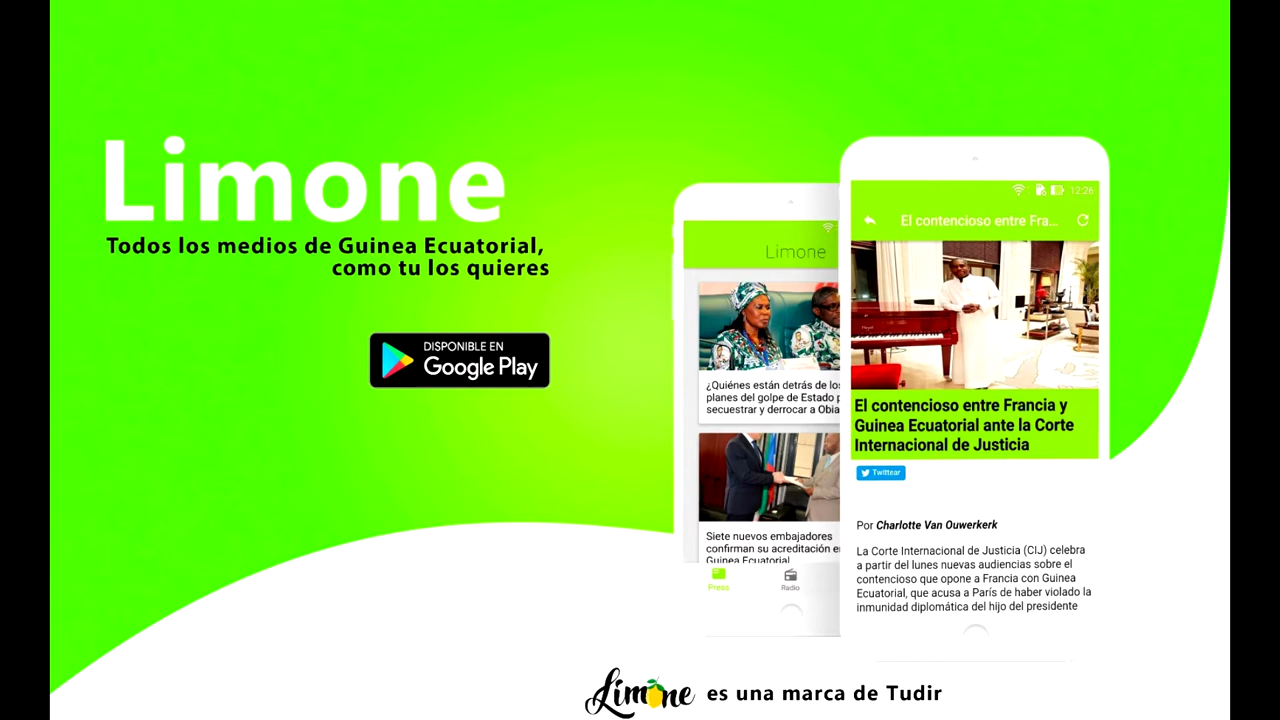 Limone
Todos los medios de Guinea Ecuatorial,
como tu los quieres
DISPONIBLE EN
Google Play
Limone
¿Quiénes están detrás de los
planes del golpe de Estado p
secuestrar y derrocar a Obia
Siete nuevos embajadores
confirman su acreditación e
Guinea Ecuatorial
Press
Radio
12:26
El contencioso entre Fra...
El contencioso entre Francia y
Guinea Ecuatorial ante la Corte
Internacional de Justicia
Twittear
Por Charlotte Van Ouwerkerk
La Corte Internacional de Justicia (CIJ) celebra
a partir del lunes nuevas audiencias sobre el
contencioso que opone a Francia con Guinea
Ecuatorial, que acusa a París de haber violado la
inmunidad diplomática del hijo del presidente
Limone es una marca de Tudir